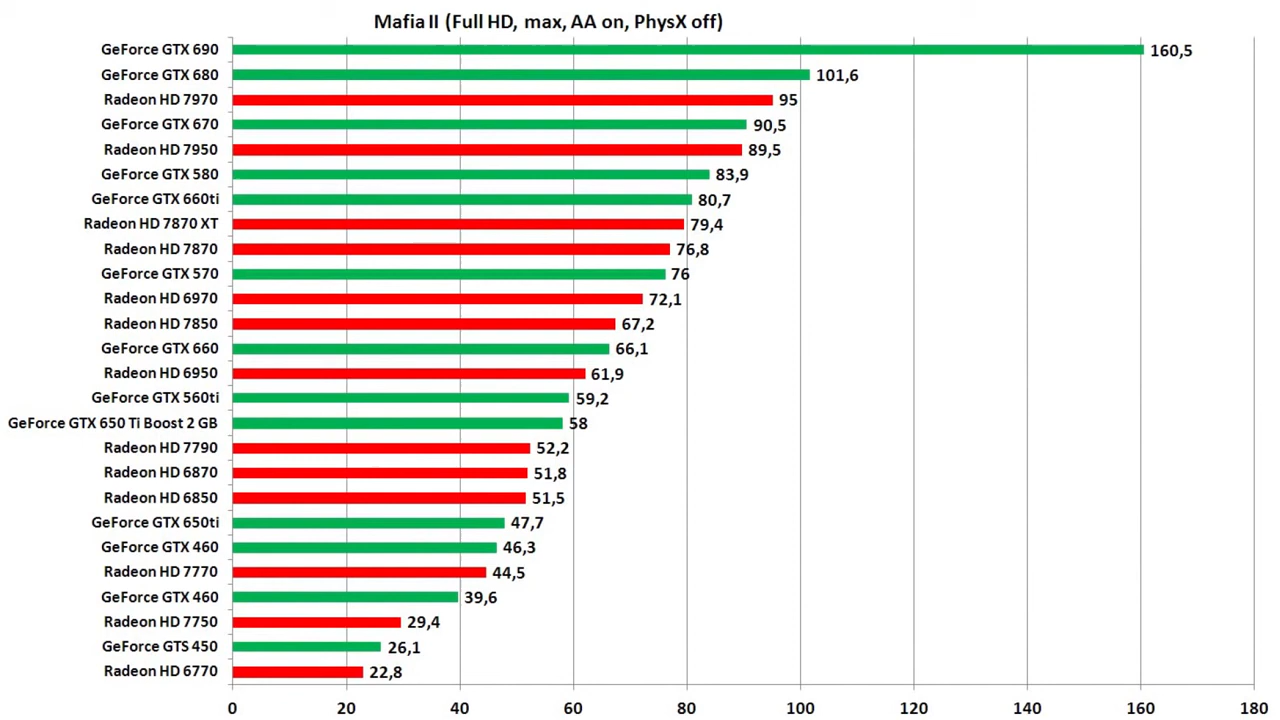 Mafia II (Full HD, max, AA on, PhysX off)
GeForce GTX 690 160,5
GeForce GTX 680 101,6
Radeon HD 7970 95
GeForce GTX 670 90,5
Radeon HD 7950 89,5
GeForce GTX 580 83,9
GeForce GTX 660ti 80,7
Radeon HD 7870 XT 79,4
Radeon HD 7870 76,8
GeForce GTX 570 76
Radeon HD 6970 72,1
Radeon HD 7850 67,2
GeForce GTX 660 66,1
Radeon HD 6950 61,9
GeForce GTX 560ti 59,2
GeForce GTX 650 Ti Boost 2 GB 58
Radeon HD 7790 52,2
Radeon HD 6870 51,8
Radeon HD 6850 51,5
GeForce GTX 650ti 47,7
GeForce GTX 460 46,3
Radeon HD 7770 44,5
GeForce GTX 460 39,6
Radeon HD 7750 29,4
GeForce GTS 450 26,1
Radeon HD 6770 22,8
0 20 40 60 80 100 120 140 160 180